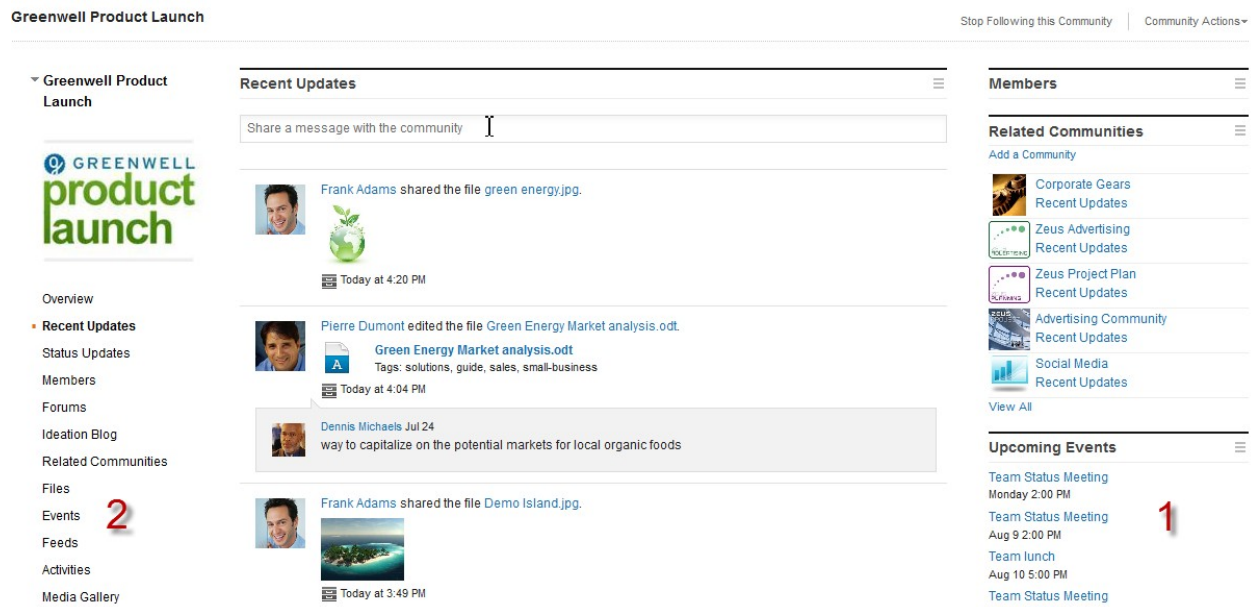 Greenwell Product Launch
Stop Following this Community
Community Actions
Greenwell Product
Launch
GREENWELL
product
launch
Overview
Recent Updates
Status Updates
Members
Forums
Ideation Blog
Related Communities
Files
Events
2
Feeds
Activities
Media Gallery
Recent Updates
Share a message with the community
Frank Adams shared the file green energy.jpg.
Today at 4:20 PM
Pierre Dumont edited the file Green Energy Market analysis.odt.
A
Green Energy Market analysis.odt
Tags: solutions, guide, sales, small-business
Today at 4:04 PM
Dennis Michaels Jul 24
way to capitalize on the potential markets for local organic foods
Frank Adams shared the file Demo Island.jpg.
Today at 3:49 PM
Members
Related Communities
Add a Community
Corporate Gears
Recent Updates
Zeus Advertising
Recent Updates
Zeus Project Plan
Recent Updates
Advertising Community
Recent Updates
Social Media
Recent Updates
View All
Upcoming Events
Team Status Meeting
Monday 2:00 PM
Team Status Meeting
Aug 9 2:00 PM
1
Team lunch
Aug 10 5:00 PM
Team Status Meeting